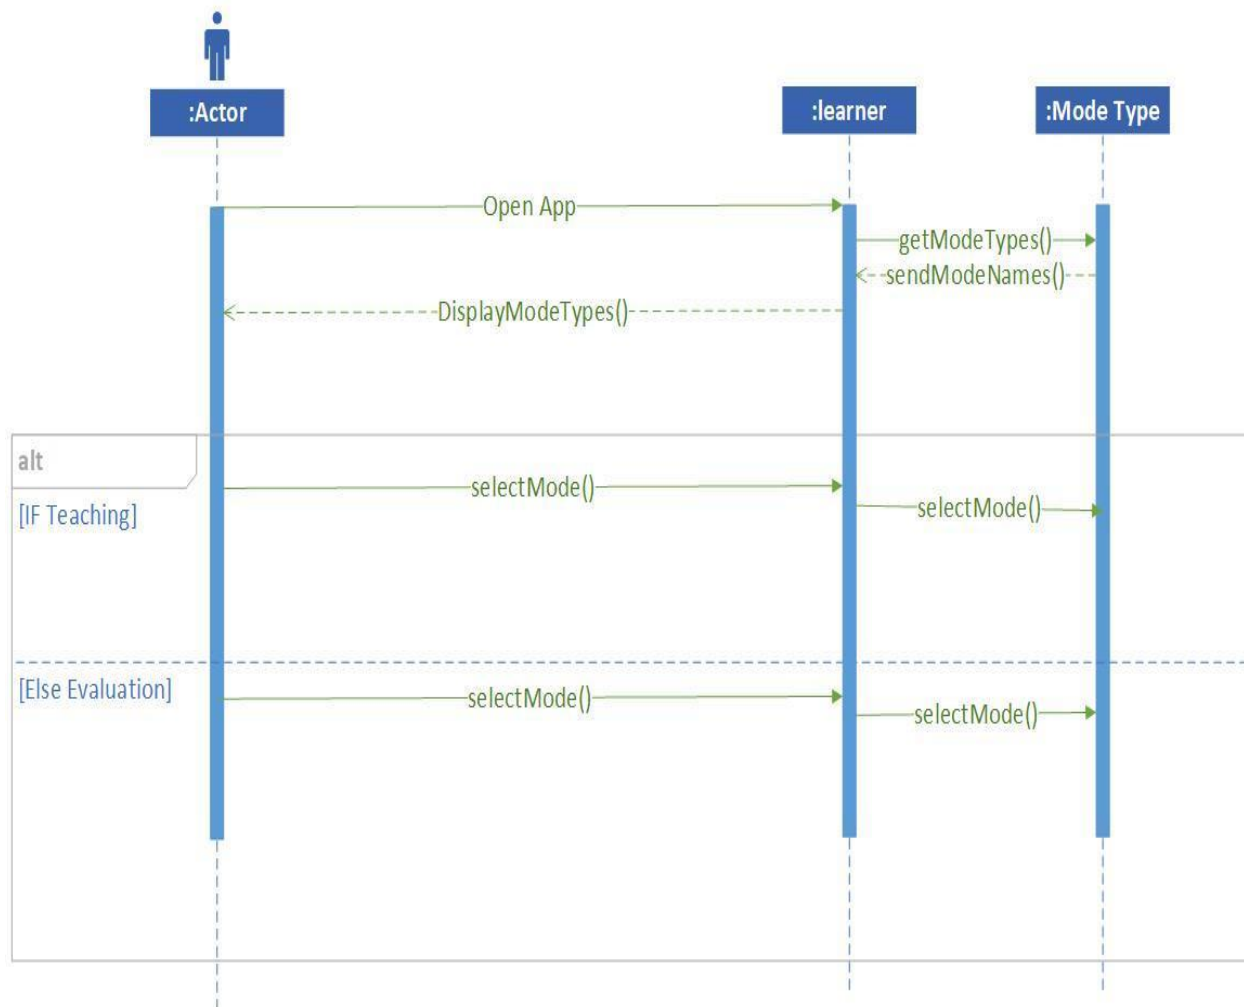 :Actor
:learner
:Mode Type
Open App
getModeTypes()
sendModeNames()
DisplayModeTypes()
alt
[IF Teaching]
selectMode()
selectMode()
[Else Evaluation]
selectMode()
selectMode()